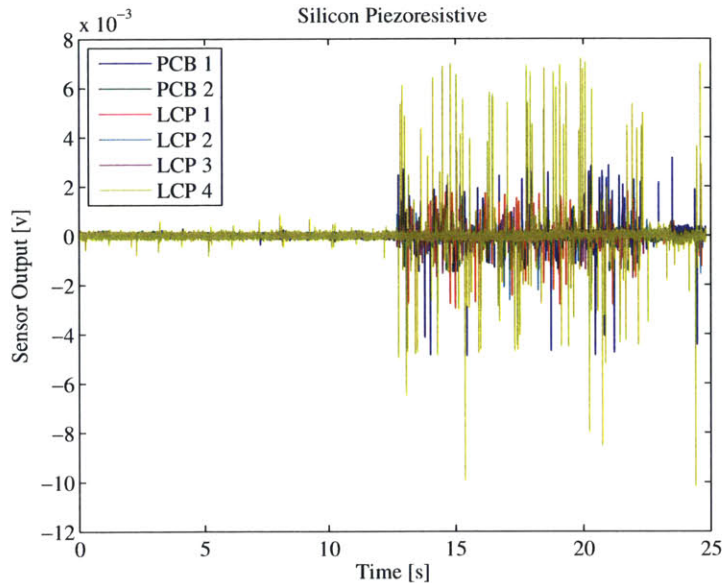 Silicon Piezoresistive
x 10⁻³
8
6
4
2
0
−2
−4
−6
−8
−10
−12
PCB 1
PCB 2
LCP 1
LCP 2
LCP 3
LCP 4
Sensor Output [v]
0 5 10 15 20 25
Time [s]